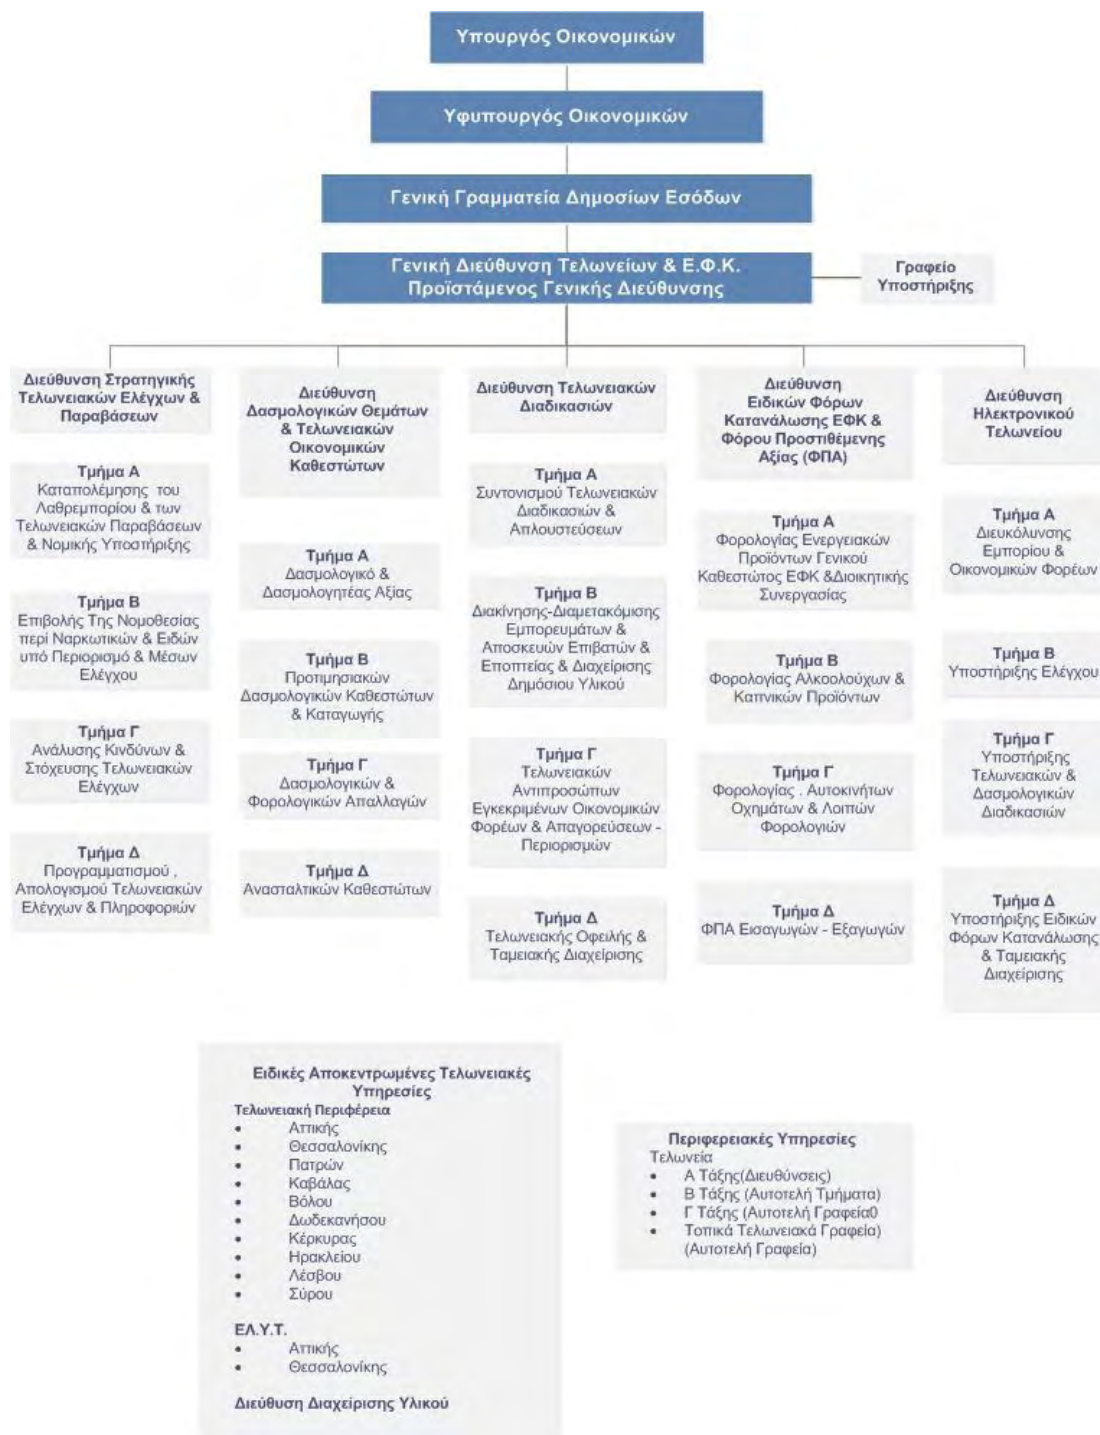 Υπουργός Οικονομικών
Υφυπουργός Οικονομικών
Γενική Γραμματεία Δημοσίων Εσόδων
Γενική Διεύθυνση Τελωνείων & Ε.Φ.Κ.
Προϊστάμενος Γενικής Διεύθυνσης
Γραφείο
Υποστήριξης
Διεύθυνση Στρατηγικής
Τελωνειακών Ελέγχων &
Παραβάσεων
Τμήμα Α
Καταπολέμησης του
Λαθρεμπορίου & των
Τελωνειακών Παραβάσεων
& Νομικής Υποστήριξης
Τμήμα Β
Επιβολής Της Νομοθεσίας
περί Ναρκωτικών & Ειδών
υπό Περιορισμό & Μέσων
Ελέγχου
Τμήμα Γ
Ανάλυσης Κινδύνων &
Στόχευσης Τελωνειακών
Ελέγχων
Τμήμα Δ
Προγραμματισμού ,
Απολογισμού Τελωνειακών
Ελέγχων & Πληροφοριών
Διεύθυνση
Δασμολογικών Θεμάτων
& Τελωνειακών
Οικονομικών
Καθεστώτων
Τμήμα Α
Δασμολογικό &
Δασμολογητέας Αξίας
Τμήμα Β
Προτιμησιακών
Δασμολογικών Καθεστώτων
& Καταγωγής
Τμήμα Γ
Δασμολογικών &
Φορολογικών Απαλλαγών
Τμήμα Δ
Ανασταλτικών Καθεστώτων
Διεύθυνση Τελωνειακών
Διαδικασιών
Τμήμα Α
Συντονισμού Τελωνειακών
Διαδικασιών &
Απλουστεύσεων
Τμήμα Β
Διακίνησης-Διαμετακόμισης
Εμπορευμάτων &
Αποσκευών Επιβατών &
Εποπτείας & Διαχείρισης
Δημόσιου Υλικού
Τμήμα Γ
Τελωνειακών
Αντιπροσώπων
Εγκεκριμένων Οικονομικών
Φορέων & Απαγορεύσεων -
Περιορισμών
Τμήμα Δ
Τελωνειακής Οφειλής &
Ταμειακής Διαχείρισης
Διεύθυνση
Ειδικών Φόρων
Κατανάλωσης ΕΦΚ &
Φόρου Προστιθέμενης
Αξίας (ΦΠΑ)
Τμήμα Α
Φορολογίας Ενεργειακών
Προϊόντων Γενικού
Καθεστώτος ΕΦΚ &Διοικητικής
Συνεργασίας
Τμήμα Β
Φορολογίας Αλκοολούχων &
Καπνικών Προϊόντων
Τμήμα Γ
Φορολογίας . Αυτοκινήτων
Οχημάτων & Λοιπών
Φορολογιών
Τμήμα Δ
ΦΠΑ Εισαγωγών - Εξαγωγών
Διεύθυνση
Ηλεκτρονικού
Τελωνείου
Τμήμα Α
Διευκόλυνσης
Εμπορίου &
Οικονομικών Φορέων
Τμήμα Β
Υποστήριξης Ελέγχου
Τμήμα Γ
Υποστήριξης
Τελωνειακών &
Δασμολογικών
Διαδικασιών
Τμήμα Δ
Υποστήριξης Ειδικών
Φόρων Κατανάλωσης
& Ταμειακής
Διαχείρισης
Ειδικές Αποκεντρωμένες Τελωνειακές
Υπηρεσίες
Τελωνειακή Περιφέρεια
• Αττικής
• Θεσσαλονίκης
• Πατρών
• Καβάλας
• Βόλου
• Δωδεκανήσου
• Κέρκυρας
• Ηρακλείου
• Λέσβου
• Σύρου
ΕΛ.Υ.Τ.
• Αττικής
• Θεσσαλονίκης
Διεύθυση Διαχείρισης Υλικού
Περιφερειακές Υπηρεσίες
Τελωνεία
• Α Τάξης(Διευθύνσεις)
• Β Τάξης (Αυτοτελή Τμήματα)
• Γ Τάξης (Αυτοτελή Γραφεία0
• Τοπικά Τελωνειακά Γραφεία)
(Αυτοτελή Γραφεία)